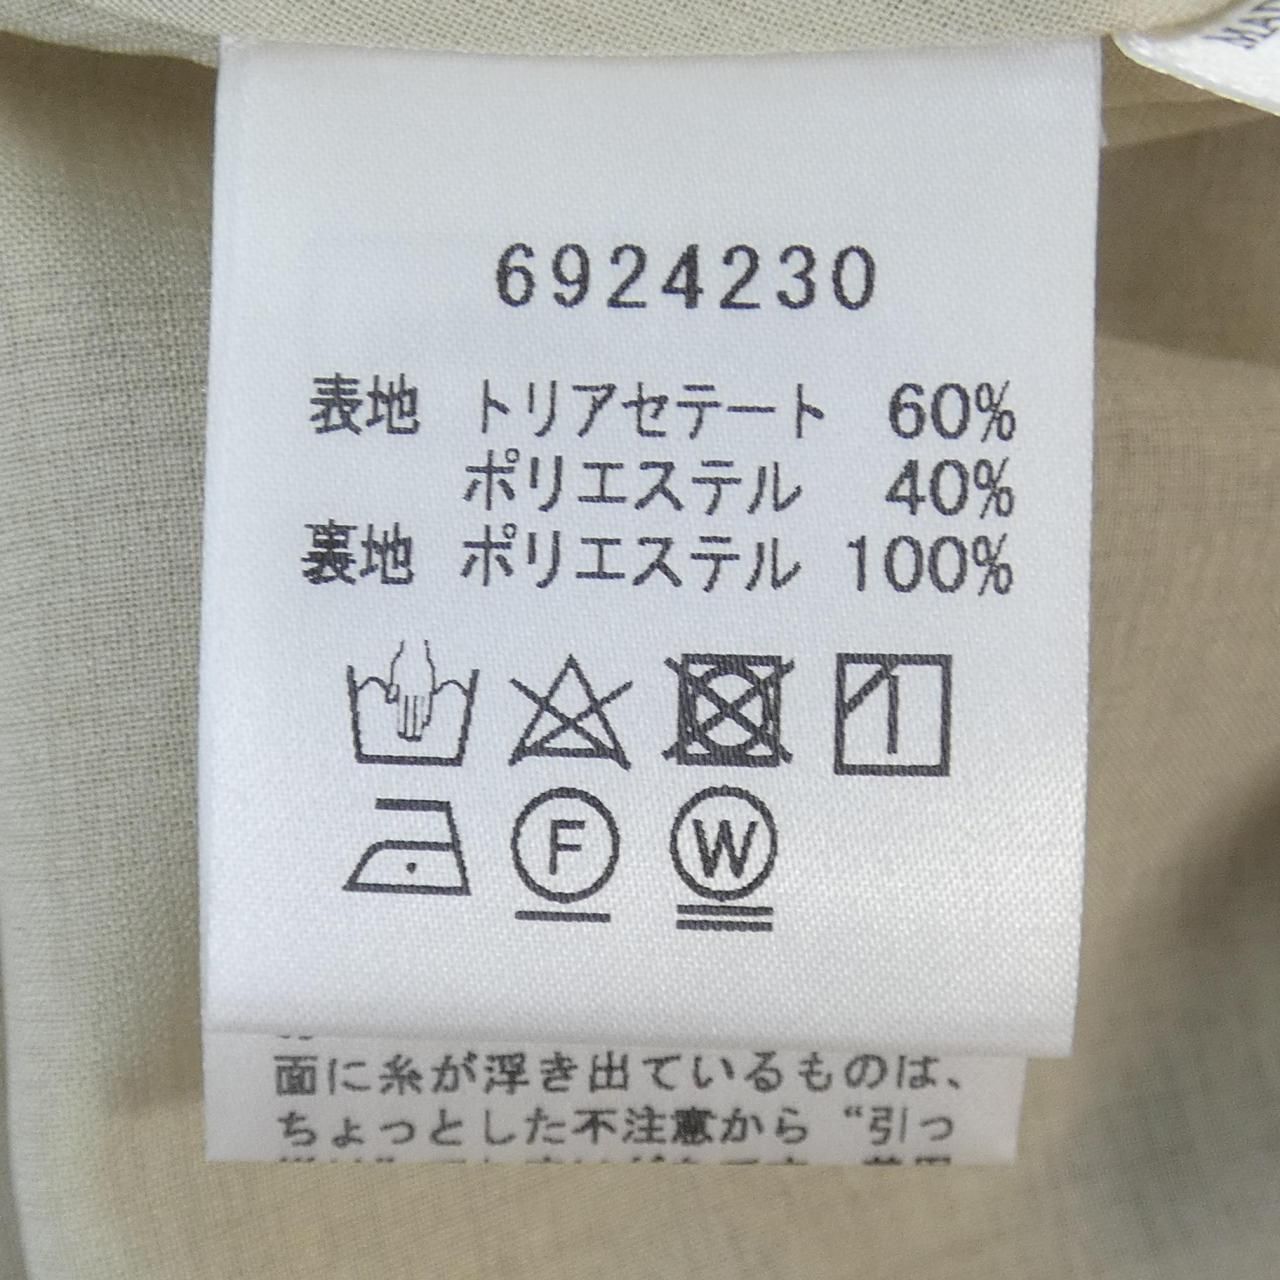 MA
6924230
表地 トリアセテート 60%
ポリエステル 40%
裏地 ポリエステル 100%
F W
面に糸が浮き出ているものは、
ちょっとした不注意から“引っ